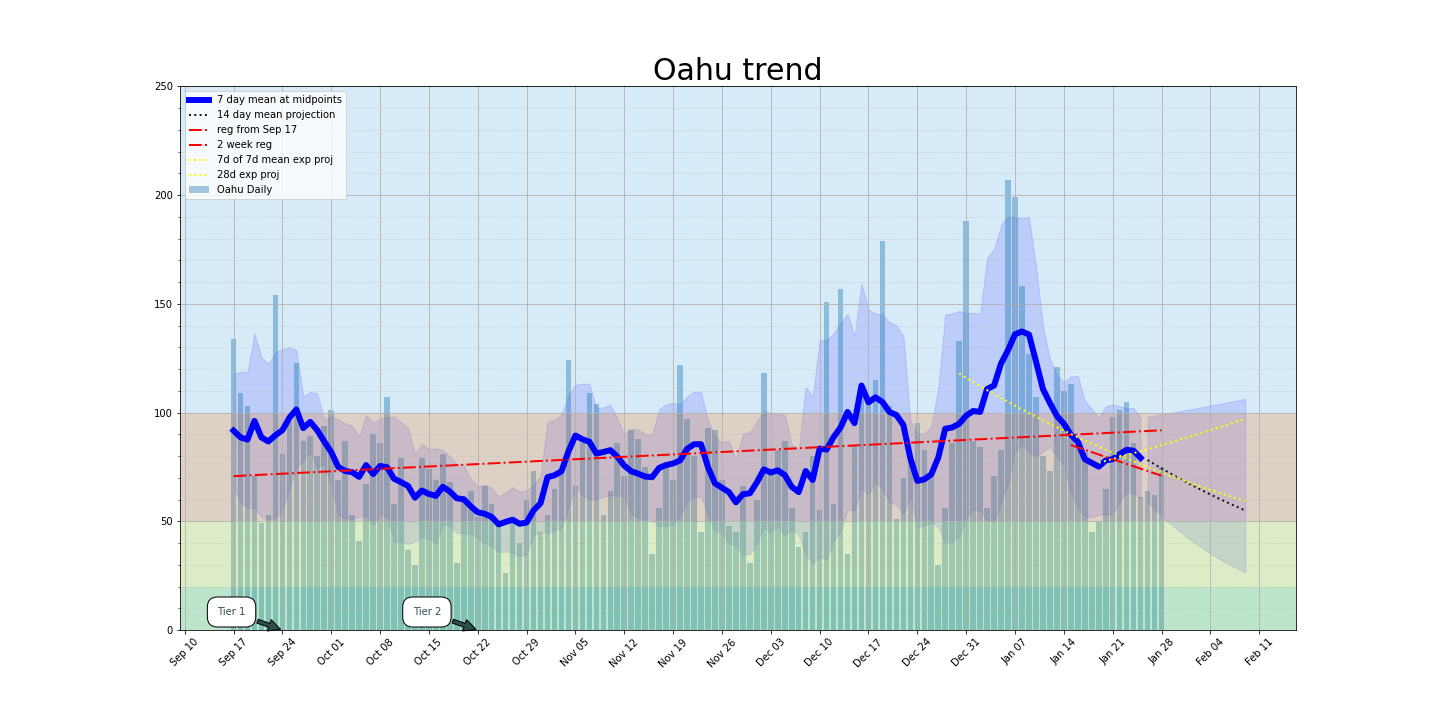 Oahu trend
250
200
150
100
50
0
7 day mean at midpoints
14 day mean projection
reg from Sep 17
2 week reg
7d of 7d mean exp proj
28d exp proj
Oahu Daily
Tier 1
Tier 2
Sep 10
Sep 17
Sep 24
Oct 01
Oct 08
Oct 15
Oct 22
Oct 29
Nov 05
Nov 12
Nov 19
Nov 26
Dec 03
Dec 10
Dec 17
Dec 24
Dec 31
Jan 07
Jan 14
Jan 21
Jan 28
Feb 04
Feb 11